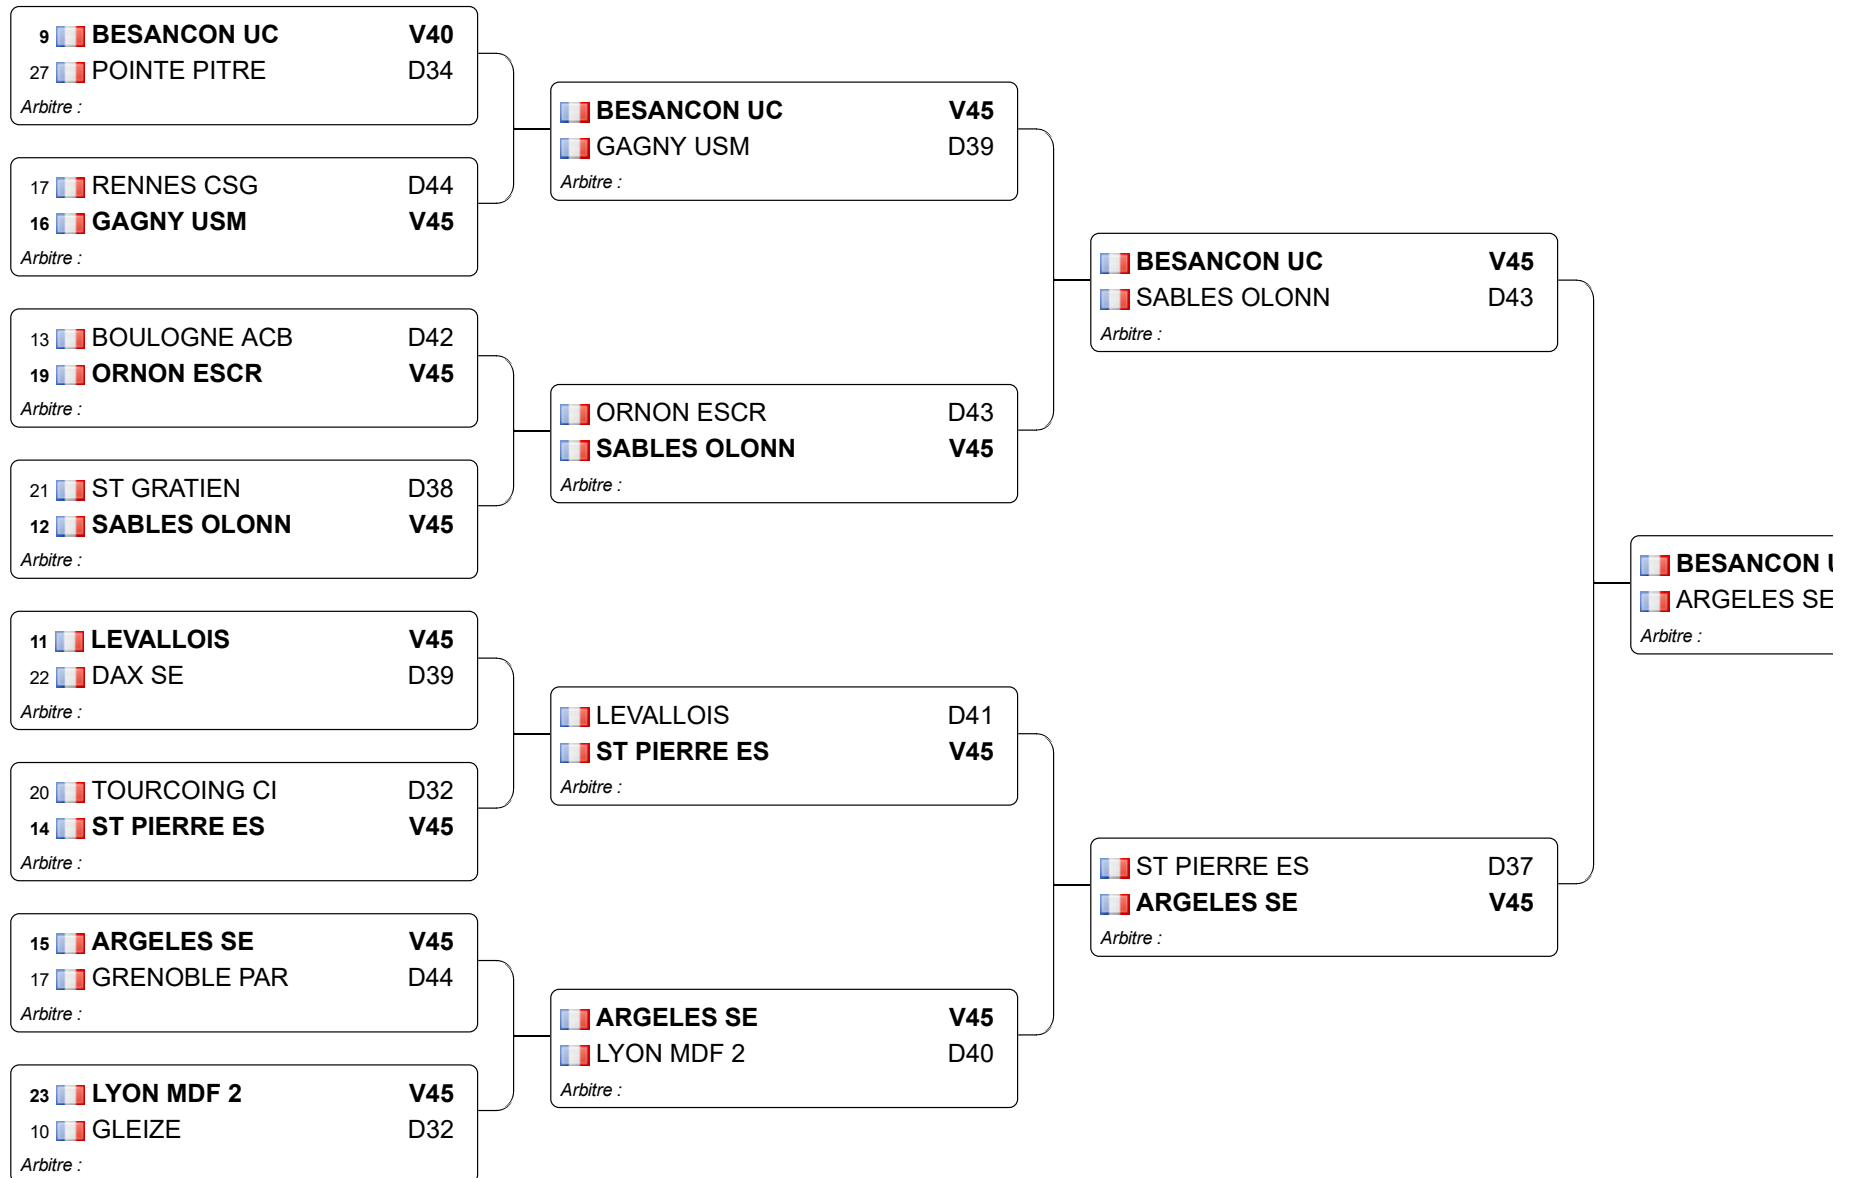 9 BESANCON UC V40
27 POINTE PITRE D34
Arbitre :
17 RENNES CSG D44
16 GAGNY USM V45
Arbitre :
13 BOULOGNE ACB D42
19 ORNON ESCR V45
Arbitre :
21 ST GRATIEN D38
12 SABLES OLONN V45
Arbitre :
11 LEVALLOIS V45
22 DAX SE D39
Arbitre :
20 TOURCOING CI D32
14 ST PIERRE ES V45
Arbitre :
15 ARGELES SE V45
17 GRENOBLE PAR D44
Arbitre :
23 LYON MDF 2 V45
10 GLEIZE D32
Arbitre :
BESANCON UC V45
GAGNY USM D39
Arbitre :
ORNON ESCR D43
SABLES OLONN V45
Arbitre :
LEVALLOIS D41
ST PIERRE ES V45
Arbitre :
ARGELES SE V45
LYON MDF 2 D40
Arbitre :
BESANCON UC V45
SABLES OLONN D43
Arbitre :
ST PIERRE ES D37
ARGELES SE V45
Arbitre :
BESANCON
ARGELES SE
Arbitre :